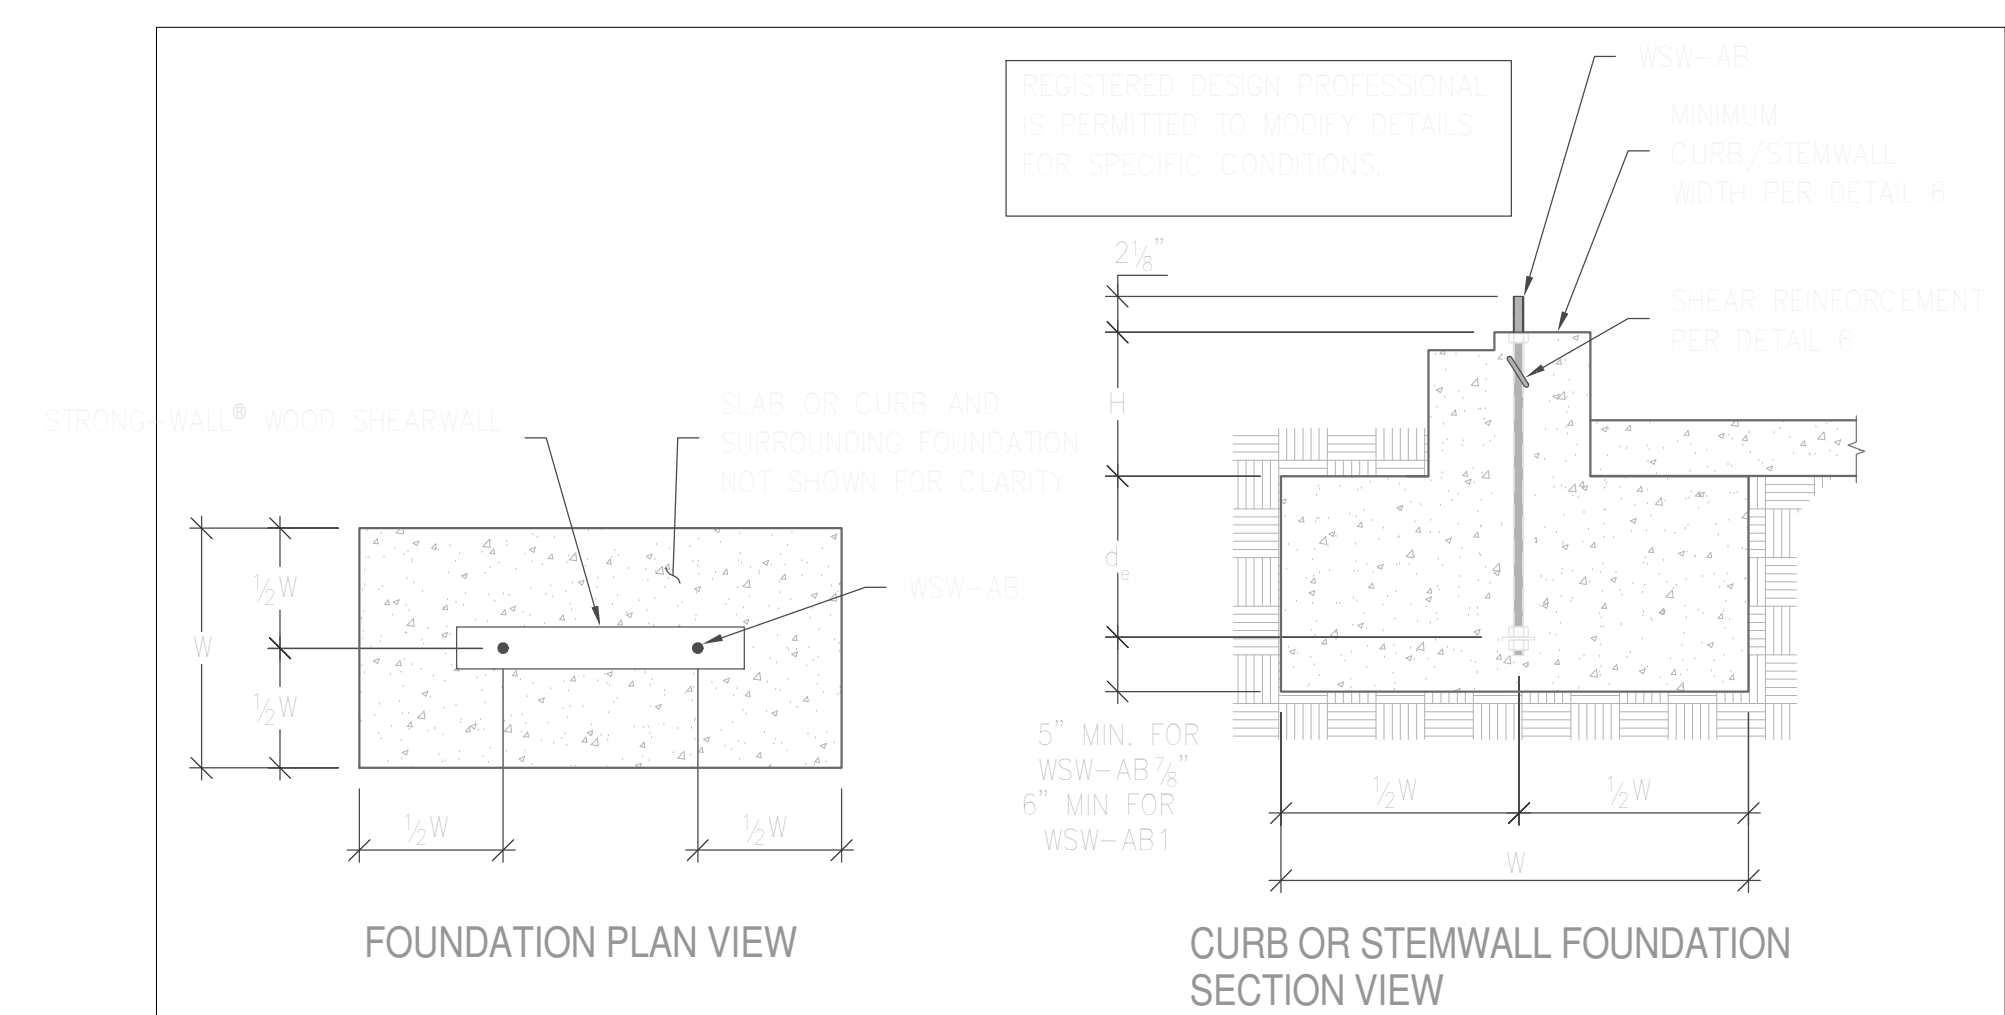 REGISTERED DESIGN PROFESSIONAL
IS PERMITTED TO MODIFY DETAILS
FOR SPECIFIC CONDITIONS.
WSW-AB
MINIMUM
CURB/STEMWALL
WIDTH PER DETAIL 6
2⅛"
SHEAR REINFORCEMENT
PER DETAIL 6
H
de
STRONG-WALL® WOOD SHEARWALL
SLAB OR CURB AND
SURROUNDING FOUNDATION
NOT SHOWN FOR CLARITY
WSW-AB
½W
W
½W
½W
½W
5" MIN. FOR
WSW-AB⅞"
6" MIN FOR
WSW-AB1
½W
½W
W
FOUNDATION PLAN VIEW
CURB OR STEMWALL FOUNDATION
SECTION VIEW